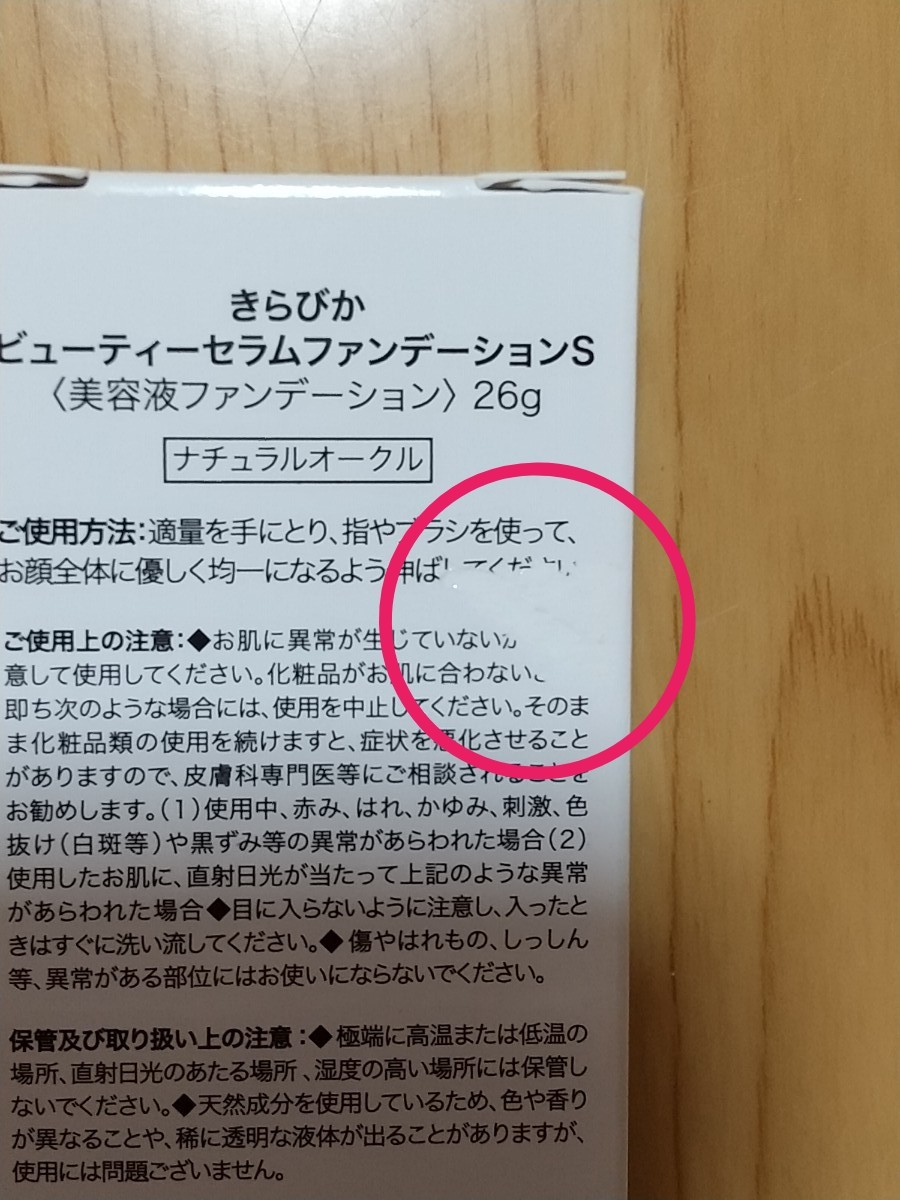 きらびか
ビューティーセラムファンデーションS
〈美容液ファンデーション〉26g
ナチュラルオークル
ご使用方法:適量を手にとり、指やブラシを使って、
お顔全体に優しく均一になるよう伸ばしてくだ
ご使用上の注意:◆お肌に異常が生じていない
意して使用してください。化粧品がお肌に合わない、
即ち次のような場合には、使用を中止してください。そのま
ま化粧品類の使用を続けますと、症状を悪化させること
がありますので、皮膚科専門医等にご相談されることを
お勧めします。(1)使用中、赤み、はれ、かゆみ、刺激、色
抜け(白斑等)や黒ずみ等の異常があらわれた場合(2)
使用したお肌に、直射日光が当たって上記のような異常
があらわれた場合◆目に入らないように注意し、入ったと
きはすぐに洗い流してください。◆傷やはれもの、しっしん
等、異常がある部位にはお使いにならないでください。
保管及び取り扱い上の注意:◆極端に高温または低温の
場所、直射日光のあたる場所、湿度の高い場所には保管し
ないでください。◆天然成分を使用しているため、色や香り
が異なることや、稀に透明な液体が出ることがありますが、
使用には問題ございません。